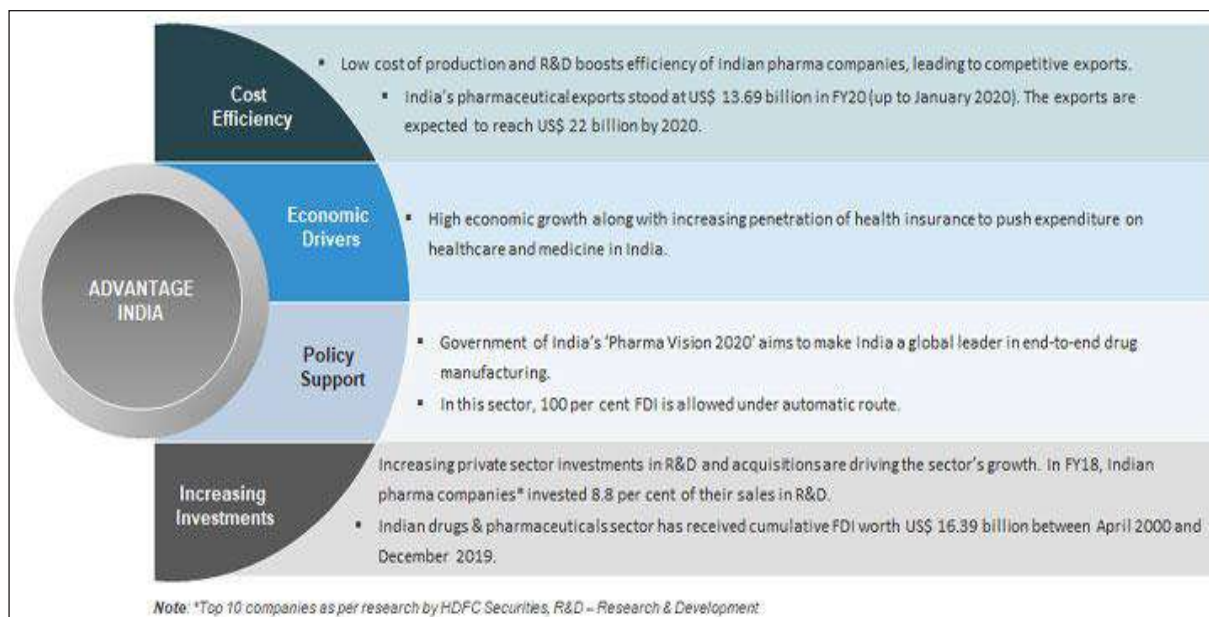 ADVANTAGE
INDIA
Cost
Efficiency
▪ Low cost of production and R&D boosts efficiency of Indian pharma companies, leading to competitive exports.
▪ India's pharmaceutical exports stood at US$ 13.69 billion in FY20 (up to January 2020). The exports are
expected to reach US$ 22 billion by 2020.
Economic
Drivers
▪ High economic growth along with increasing penetration of health insurance to push expenditure on
healthcare and medicine in India.
Policy
Support
▪ Government of India's 'Pharma Vision 2020' aims to make India a global leader in end-to-end drug
manufacturing.
▪ In this sector, 100 per cent FDI is allowed under automatic route.
Increasing
Investments
Increasing private sector investments in R&D and acquisitions are driving the sector's growth. In FY18, Indian
pharma companies* invested 8.8 per cent of their sales in R&D.
▪ Indian drugs & pharmaceuticals sector has received cumulative FDI worth US$ 16.39 billion between April 2000 and
December 2019.
Note: *Top 10 companies as per research by HDFC Securities, R&D – Research & Development